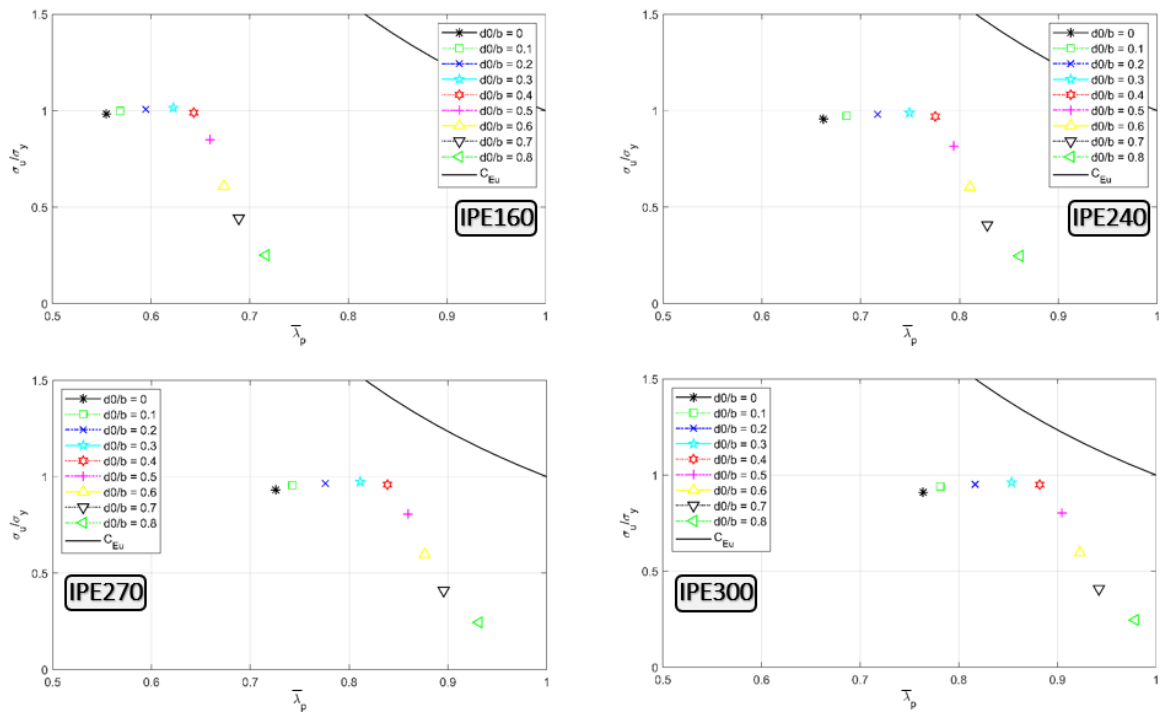 1.5
1
0.5
0
0.5
0.6
0.7
0.8
0.9
1
σu/σy
λ̅p
d0/b = 0
d0/b = 0.1
d0/b = 0.2
d0/b = 0.3
d0/b = 0.4
d0/b = 0.5
d0/b = 0.6
d0/b = 0.7
d0/b = 0.8
CEu
IPE160
1.5
1
0.5
0
0.5
0.6
0.7
0.8
0.9
1
σu/σy
λ̅p
d0/b = 0
d0/b = 0.1
d0/b = 0.2
d0/b = 0.3
d0/b = 0.4
d0/b = 0.5
d0/b = 0.6
d0/b = 0.7
d0/b = 0.8
CEu
IPE240
1.5
1
0.5
0
0.5
0.6
0.7
0.8
0.9
1
σu/σy
λ̅p
d0/b = 0
d0/b = 0.1
d0/b = 0.2
d0/b = 0.3
d0/b = 0.4
d0/b = 0.5
d0/b = 0.6
d0/b = 0.7
d0/b = 0.8
CEu
IPE270
1.5
1
0.5
0
0.5
0.6
0.7
0.8
0.9
1
σu/σy
λ̅p
d0/b = 0
d0/b = 0.1
d0/b = 0.2
d0/b = 0.3
d0/b = 0.4
d0/b = 0.5
d0/b = 0.6
d0/b = 0.7
d0/b = 0.8
CEu
IPE300